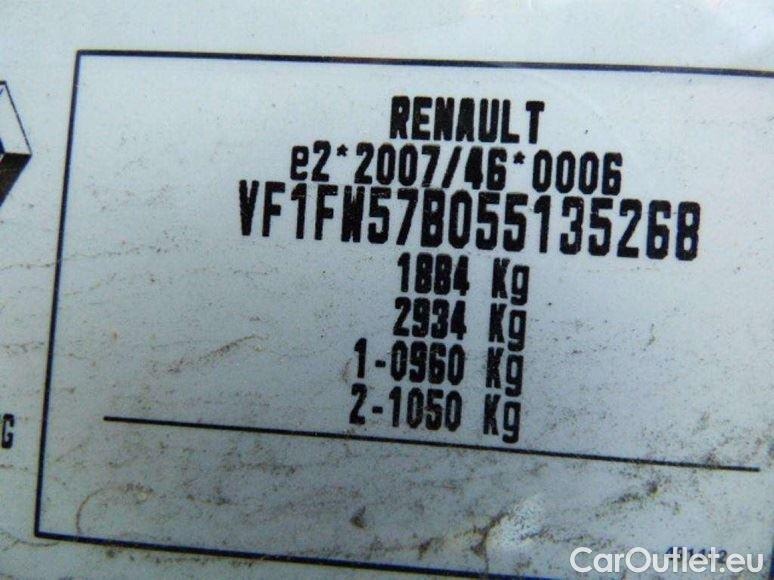 RENAULT
e2*2007/46*0006
VF1FW57B055135268
1884 Kg
2934 Kg
1-0960 Kg
2-1050 Kg
G
CarOutlet.eu